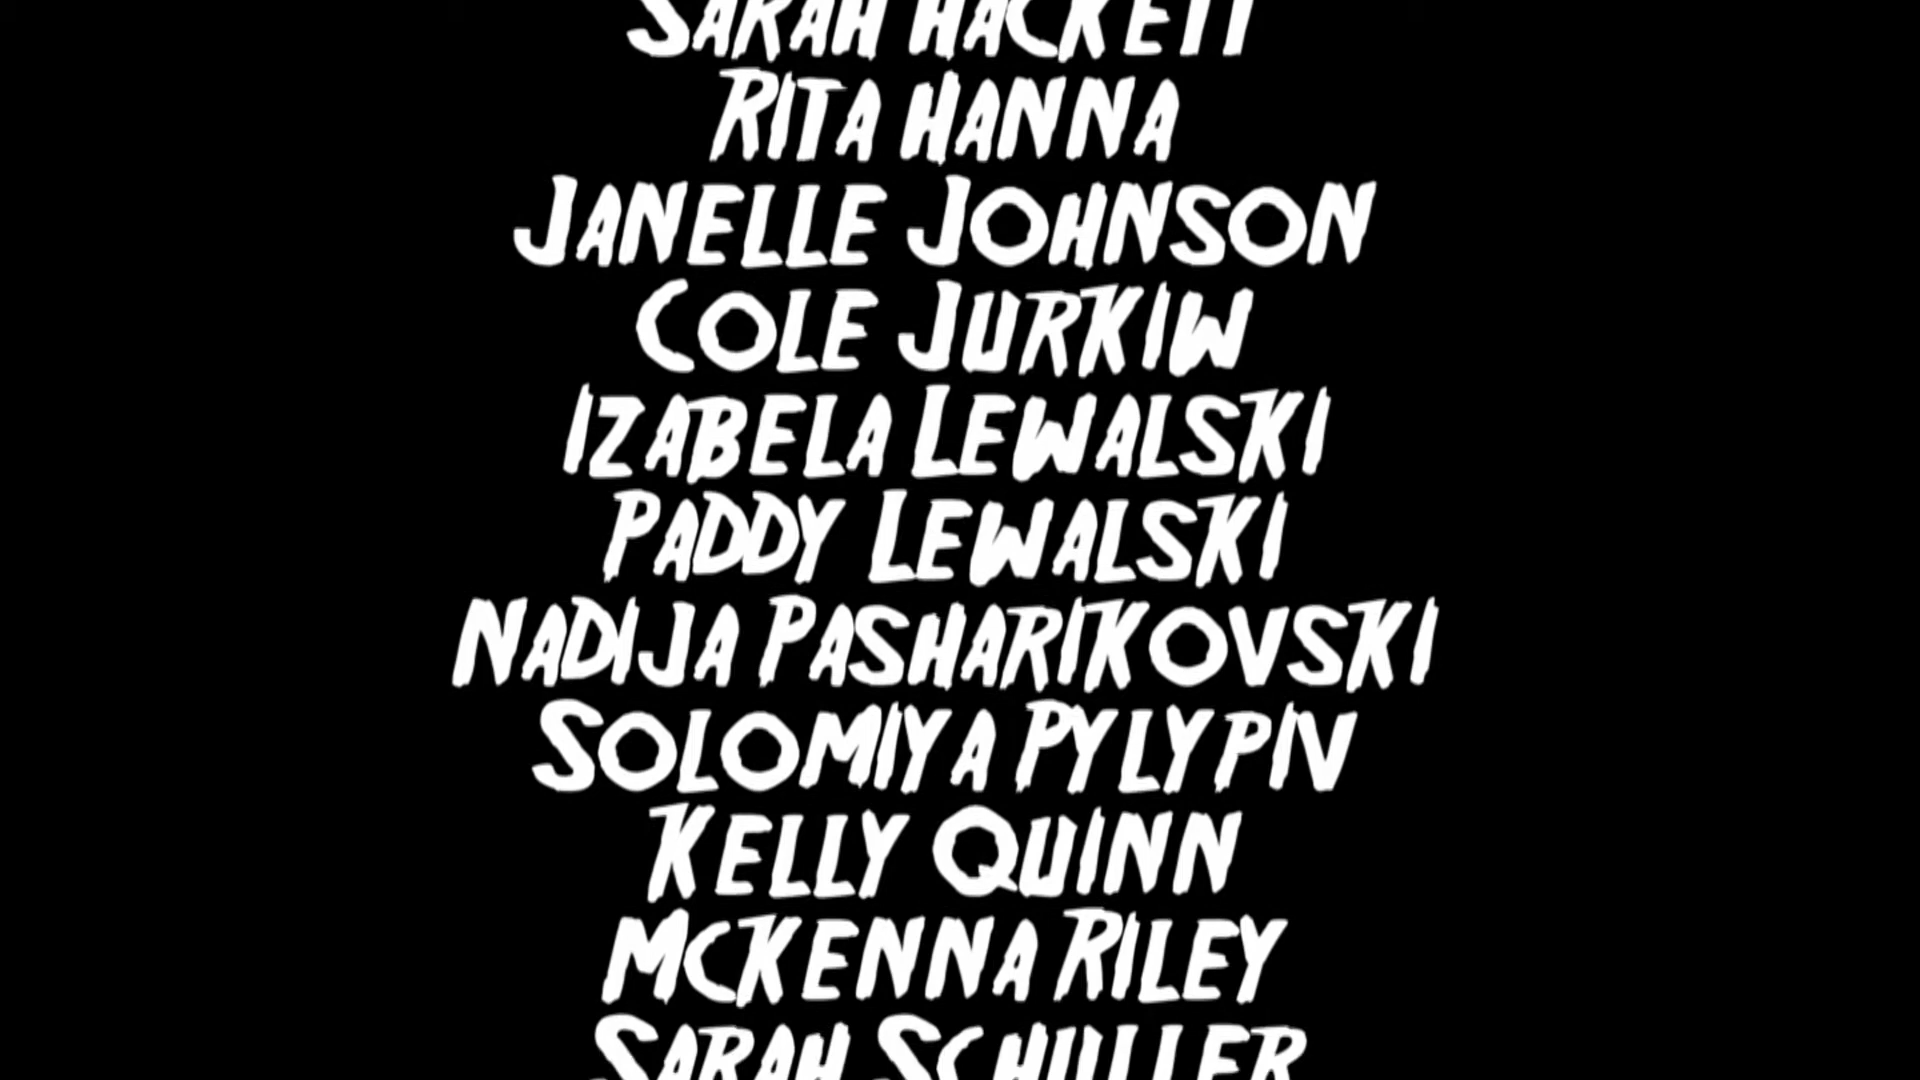 SARAH HACKETT
RITA HANNA
JANELLE JOHNSON
COLE JURKIW
IZABELA LEWALSKI
PADDY LEWALSKI
NADIJA PASHARIKOVSKI
SOLOMIYA PYLYPIV
KELLY QUINN
MCKENNA RILEY
SARAH SCHULLER